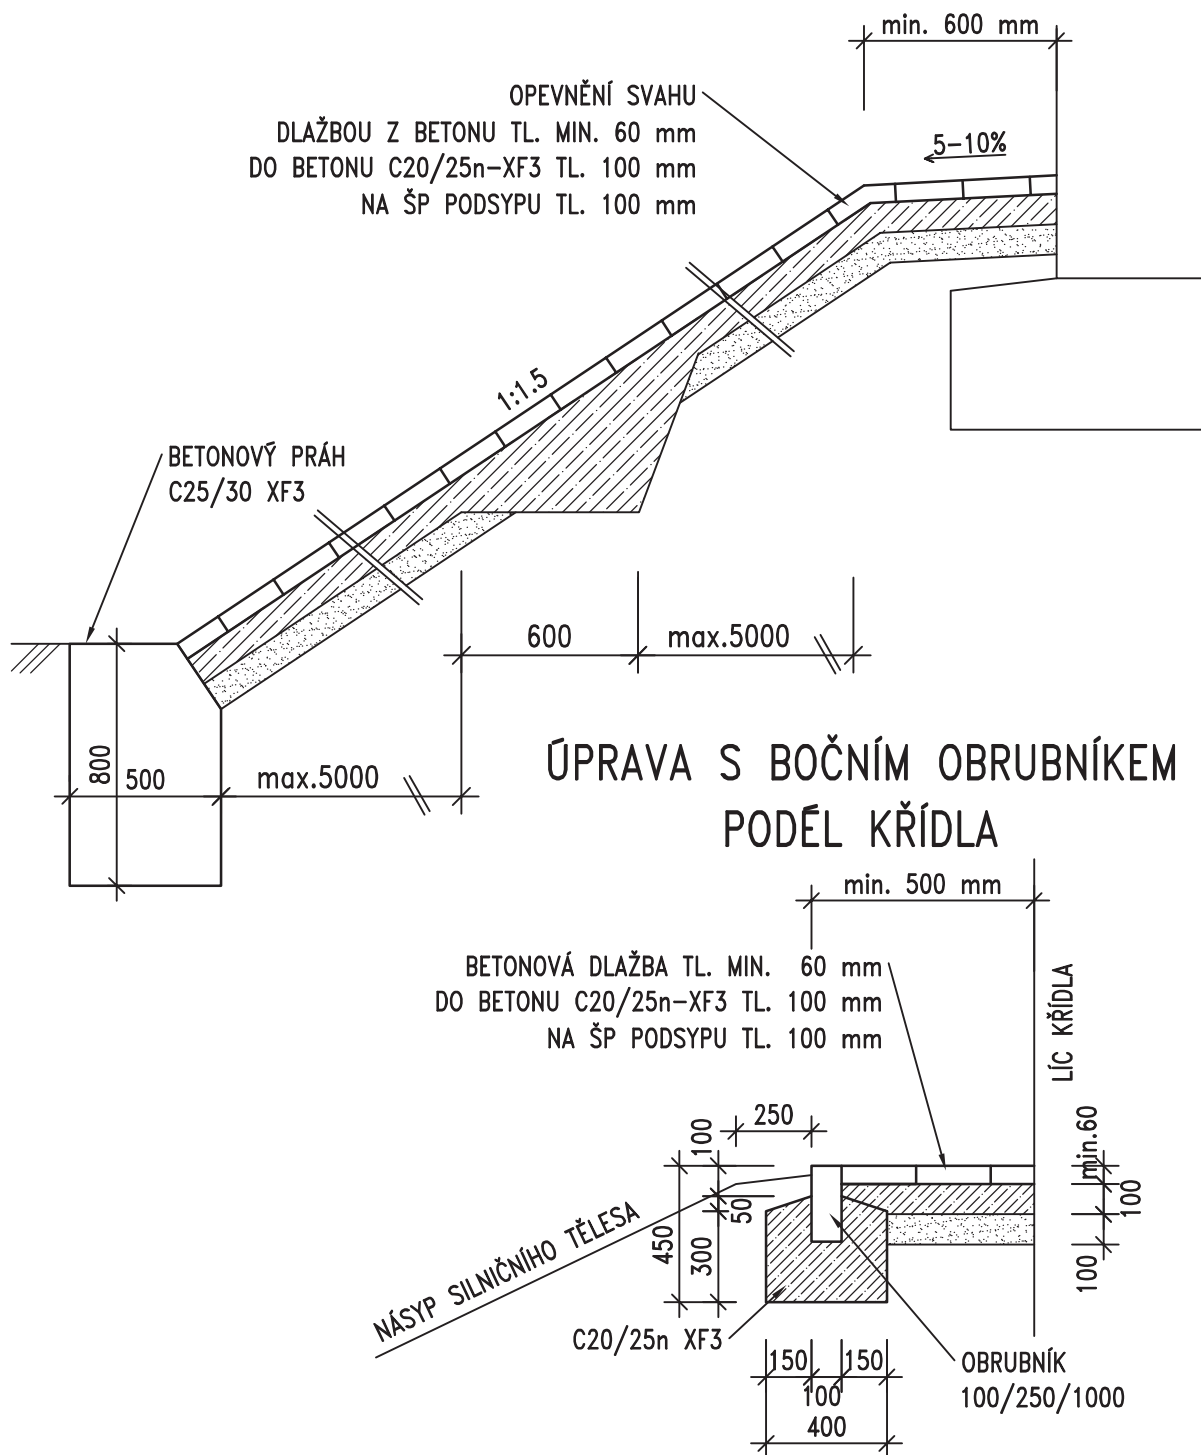 min. 600 mm
OPEVNĚNÍ SVAHU
DLAŽBOU Z BETONU TL. MIN. 60 mm
DO BETONU C20/25n-XF3 TL. 100 mm
NA ŠP PODSYPU TL. 100 mm
5-10%
1:1.5
BETONOVÝ PRÁH
C25/30 XF3
600
max.5000
800
500
max.5000
ÚPRAVA S BOČNÍM OBRUBNÍKEM
PODÉL KŘÍDLA
min. 500 mm
BETONOVÁ DLAŽBA TL. MIN. 60 mm
DO BETONU C20/25n-XF3 TL. 100 mm
NA ŠP PODSYPU TL. 100 mm
LÍC KŘÍDLA
250
100
min.60
100
50
450
300
100
NÁSYP SILNIČNÍHO TĚLESA
C20/25n XF3
150
150
100
400
OBRUBNÍK
100/250/1000